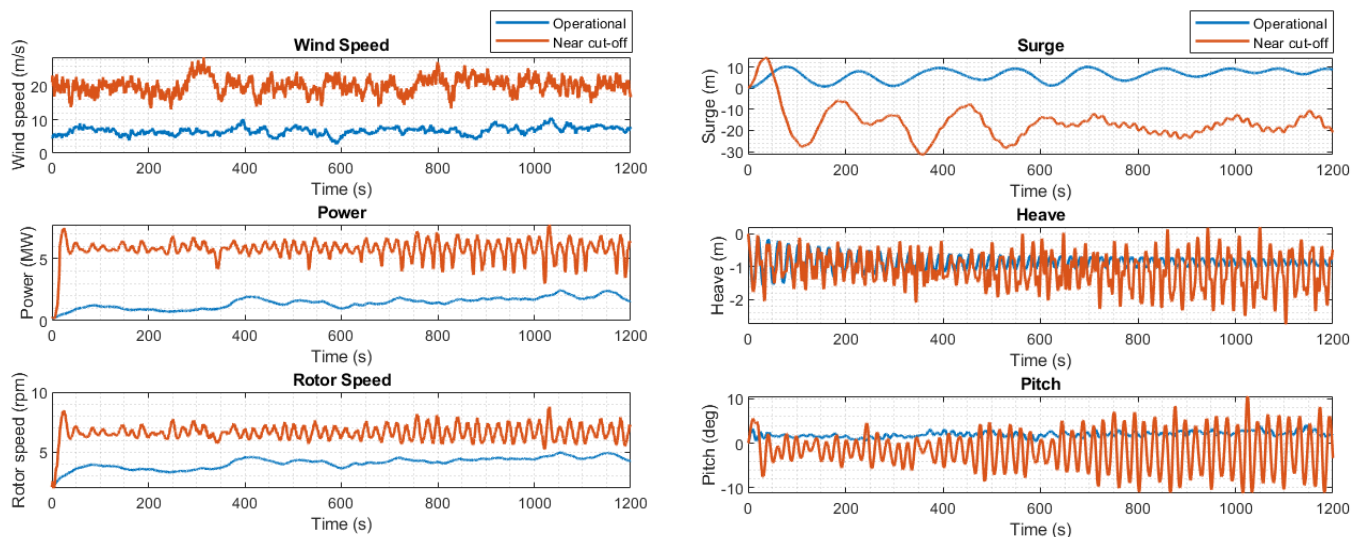 Operational
Near cut-off
Wind Speed
Wind speed (m/s)
20
10
0
0 200 400 600 800 1000 1200
Time (s)
Power
Power (MW)
5
0
0 200 400 600 800 1000 1200
Time (s)
Rotor Speed
Rotor speed (rpm)
10
5
0 200 400 600 800 1000 1200
Time (s)
Operational
Near cut-off
Surge
Surge (m)
10
0
-10
-20
-30
0 200 400 600 800 1000 1200
Time (s)
Heave
Heave (m)
0
-1
-2
0 200 400 600 800 1000 1200
Time (s)
Pitch
Pitch (deg)
10
0
-10
0 200 400 600 800 1000 1200
Time (s)